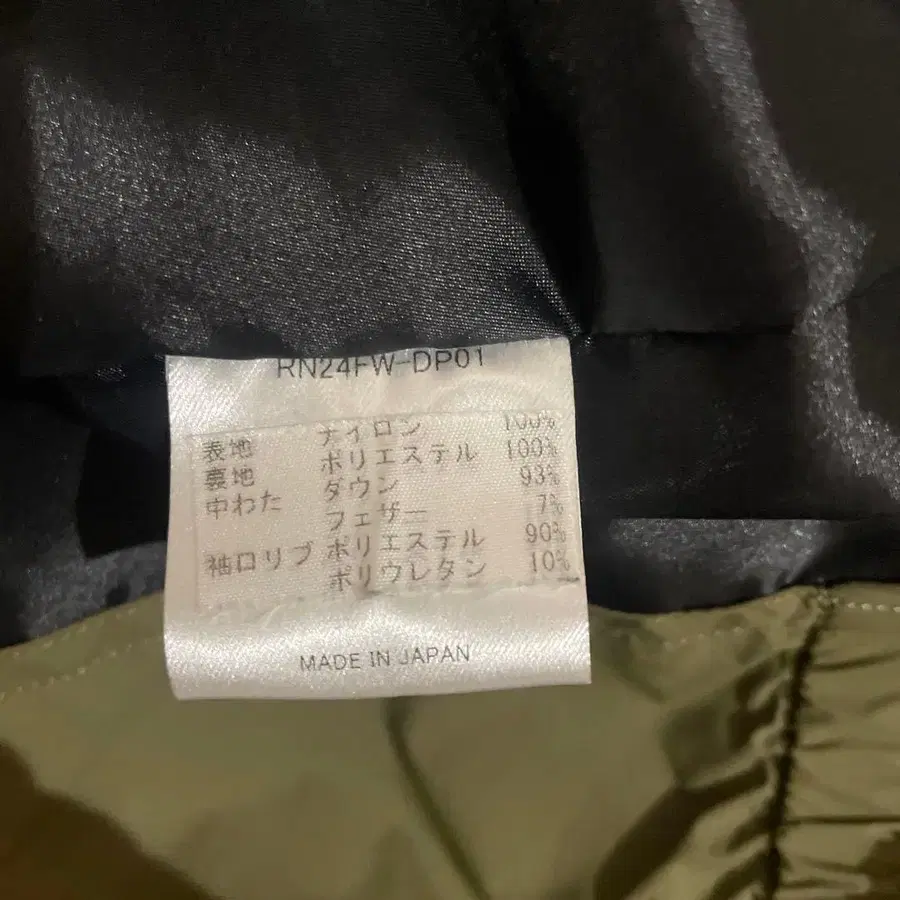 RN24FW-DP01
表地 ナイロン 100%
裏地 ポリエステル 100%
中わた ダウン 93%
フェザー 7%
袖口リブ ポリエステル 90%
ポリウレタン 10%
MADE IN JAPAN